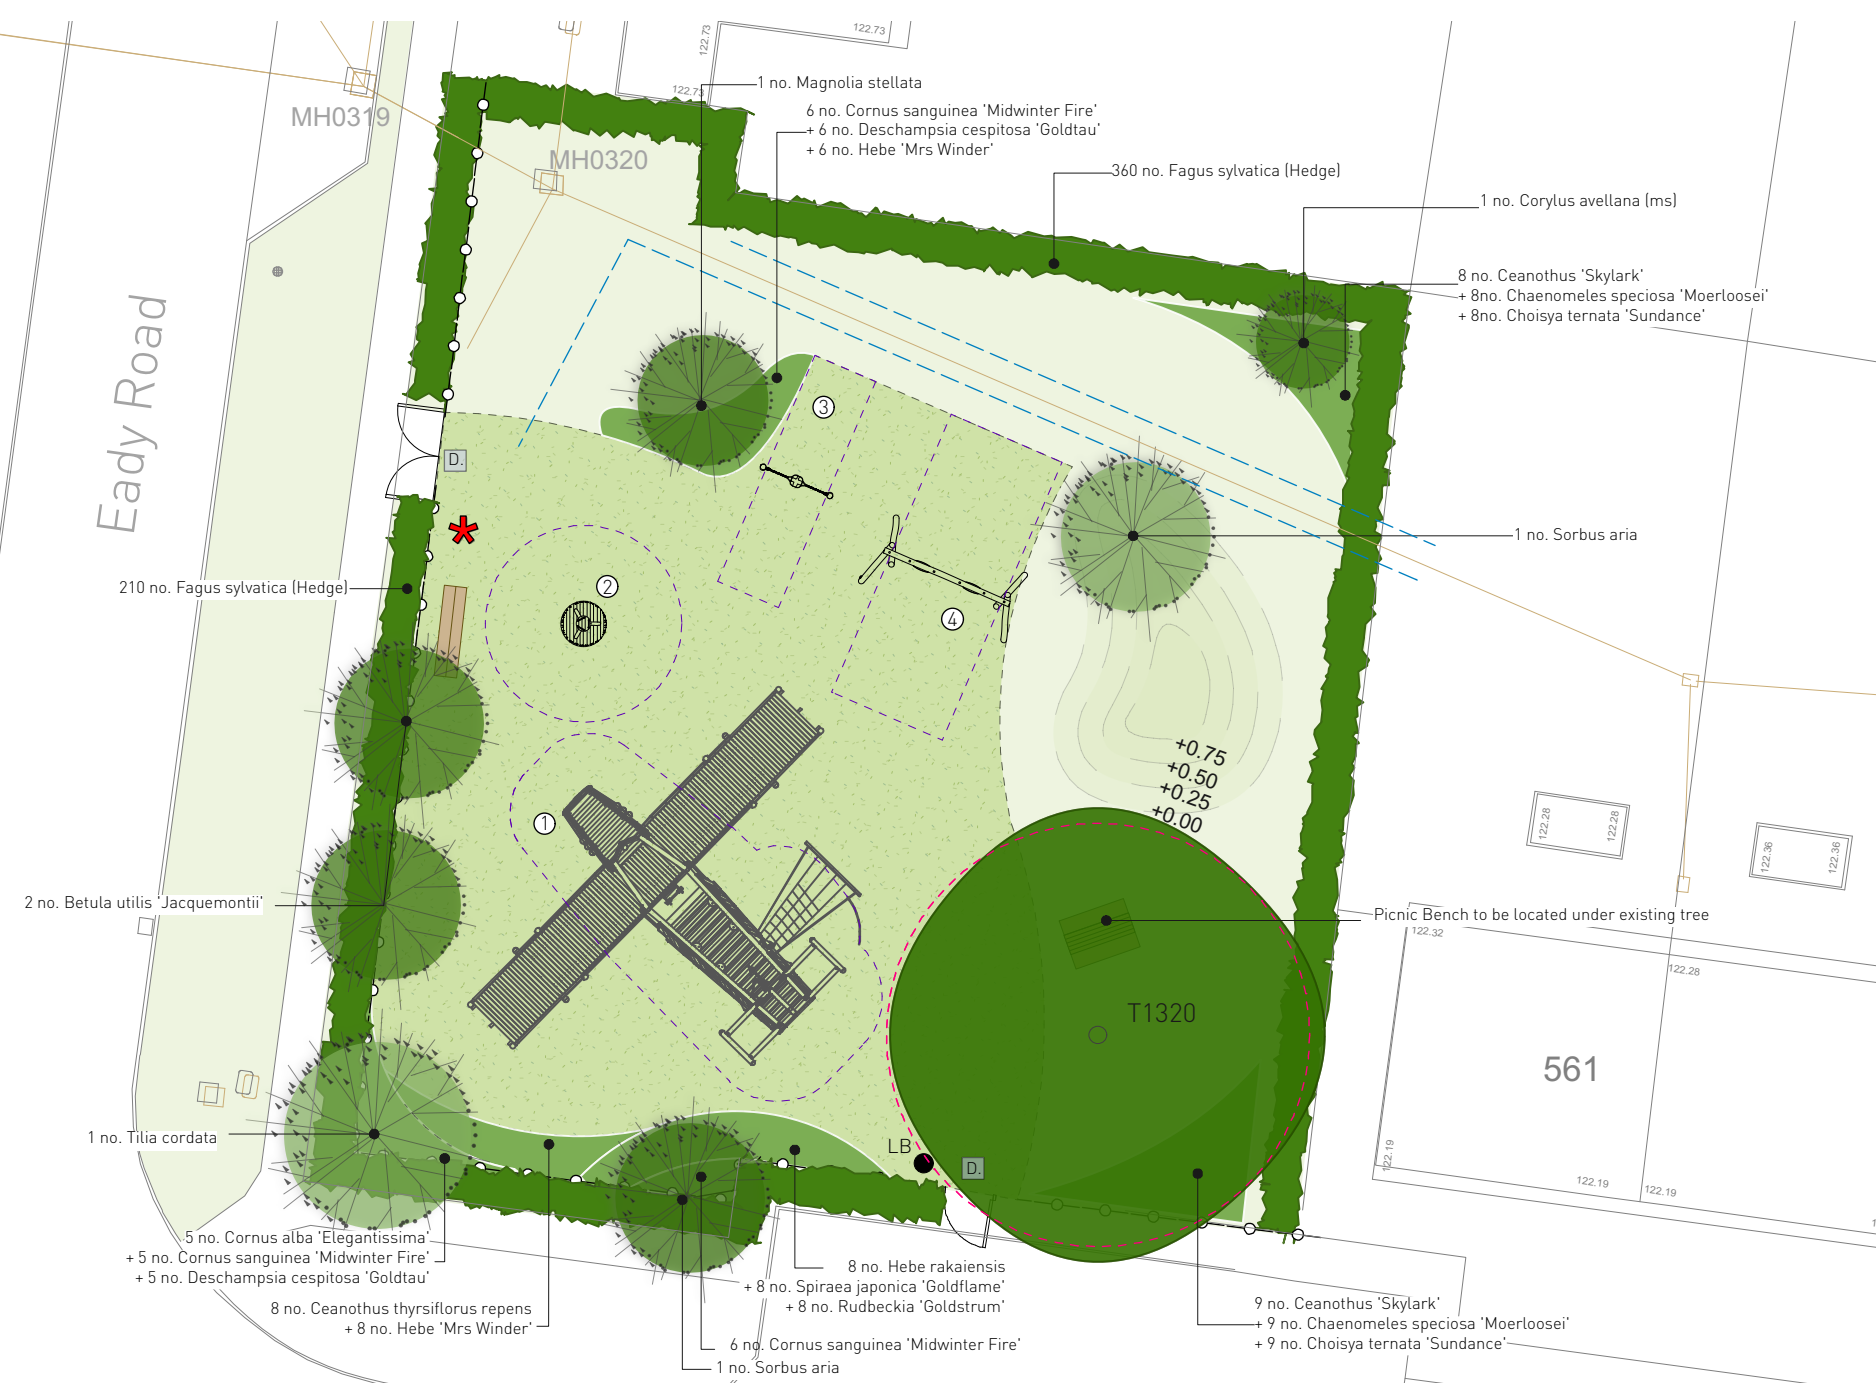 122.73
122.73
122.73
MH0319
MH0320
1 no. Magnolia stellata
6 no. Cornus sanguinea 'Midwinter Fire'
+ 6 no. Deschampsia cespitosa 'Goldtau'
+ 6 no. Hebe 'Mrs Winder'
360 no. Fagus sylvatica (Hedge)
1 no. Corylus avellana (ms)
8 no. Ceanothus 'Skylark'
+ 8no. Chaenomeles speciosa 'Moerloosei'
+ 8no. Choisya ternata 'Sundance'
Eady Road
3
D.
*
1 no. Sorbus aria
210 no. Fagus sylvatica (Hedge)
2
4
+0.75
+0.50
+0.25
+0.00
1
122.28
122.28
122.36
122.36
2 no. Betula utilis 'Jacquemontii'
Picnic Bench to be located under existing tree
122.32
122.28
T1320
561
1 no. Tilia cordata
LB
D.
122.19
122.19
122.19
5 no. Cornus alba 'Elegantissima'
+ 5 no. Cornus sanguinea 'Midwinter Fire'
+ 5 no. Deschampsia cespitosa 'Goldtau'
8 no. Ceanothus thyrsiflorus repens
+ 8 no. Hebe 'Mrs Winder'
8 no. Hebe rakaiensis
+ 8 no. Spiraea japonica 'Goldflame'
+ 8 no. Rudbeckia 'Goldstrum'
6 no. Cornus sanguinea 'Midwinter Fire'
1 no. Sorbus aria
9 no. Ceanothus 'Skylark'
+ 9 no. Chaenomeles speciosa 'Moerloosei'
+ 9 no. Choisya ternata 'Sundance'